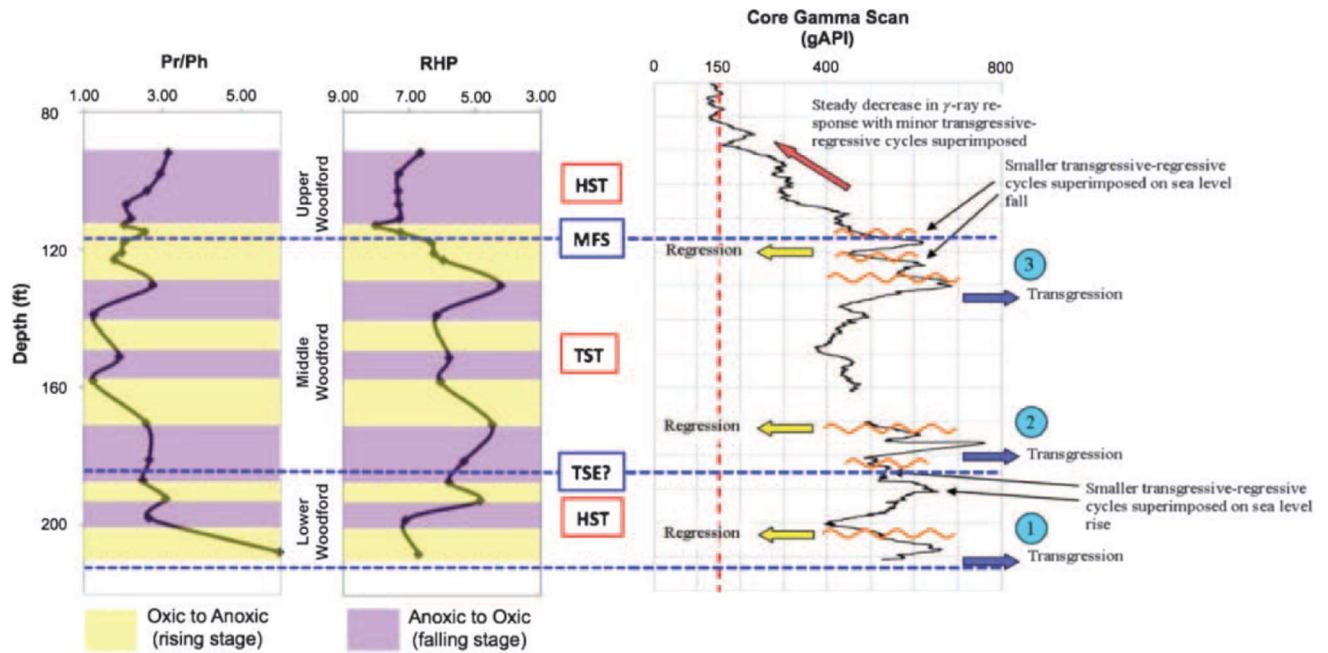 Core Gamma Scan
(gAPI)
Pr/Ph
RHP
1.00
3.00
5.00
9.00
7.00
5.00
3.00
0
150
400
800
80
120
160
200
Depth (ft)
Upper
Woodford
Middle
Woodford
Lower
Woodford
HST
MFS
TST
TSE?
HST
Steady decrease in γ-ray re-
sponse with minor transgressive-
regressive cycles superimposed
Smaller transgressive-regressive
cycles superimposed on sea level
fall
Regression
3
Transgression
Regression
2
Transgression
Smaller transgressive-regressive
cycles superimposed on sea level
rise
Regression
1
Transgression
Oxic to Anoxic
(rising stage)
Anoxic to Oxic
(falling stage)